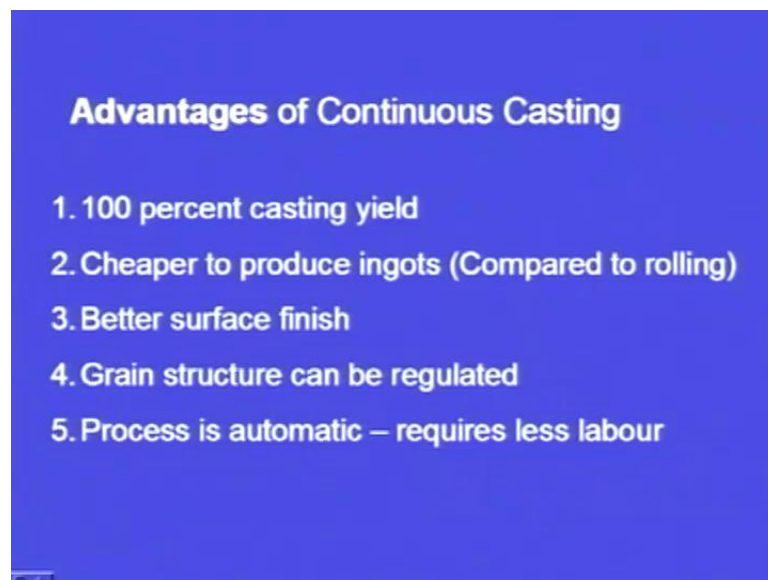 Advantages of Continuous Casting
1. 100 percent casting yield
2. Cheaper to produce ingots (Compared to rolling)
3. Better surface finish
4. Grain structure can be regulated
5. Process is automatic – requires less labour